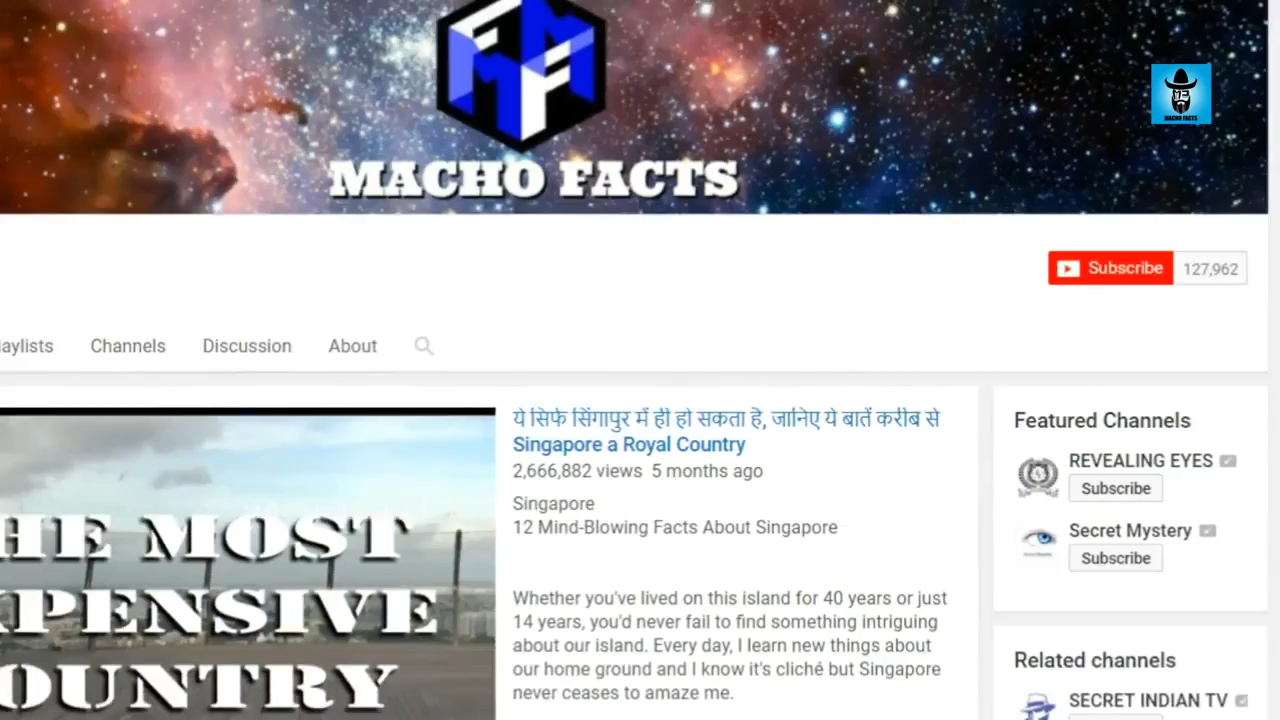 MACHO FACTS
MACHO FACTS
Subscribe 127,962
Channels Discussion About
ये सिर्फ सिंगापुर में ही हो सकता है, जानिए ये बातें करीब से
Singapore a Royal Country
2,666,882 views 5 months ago
Singapore
12 Mind-Blowing Facts About Singapore
Whether you've lived on this island for 40 years or just
14 years, you'd never fail to find something intriguing
about our island. Every day, I learn new things about
our home ground and I know it's cliché but Singapore
never ceases to amaze me.
HE MOST
XPENSIVE
OUNTRY
Featured Channels
REVEALING EYES
Subscribe
Secret Mystery
Subscribe
Related channels
SECRET INDIAN TV